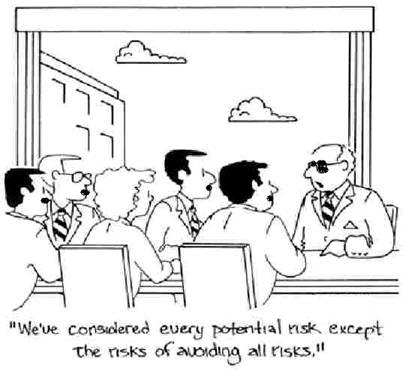 "We've considered every potential risk except
the risks of avoiding all risks."